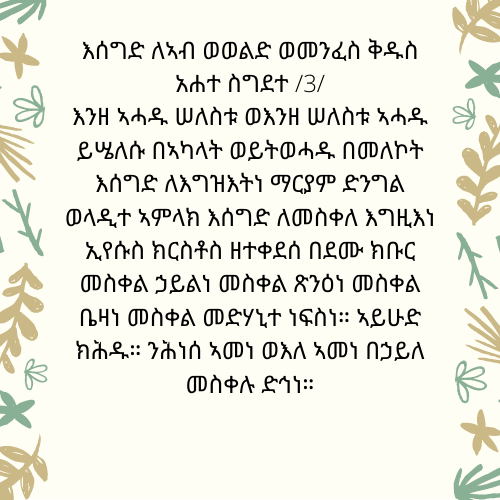 እሰግድ ለኣብ ወወልድ ወመንፈስ ቅዱስ
አሐተ ስግደተ /3/
እንዘ ኣሓዱ ሠለስቱ ወእንዘ ሠለስቱ ኣሓዱ
ይሤለሱ በኣካላት ወይትወሓዱ በመለኮት
እሰግድ ለእግዝእትነ ማርያም ድንግል
ወላዲተ ኣምላክ እሰግድ ለመስቀለ እግዚእነ
ኢየሱስ ክርስቶስ ዘተቀደሰ በደሙ ክቡር
መስቀል ኃይልነ መስቀል ጽንዕነ መስቀል
ቤዛነ መስቀል መድሃኒተ ነፍስነ። ኣይሁድ
ክሕዱ። ንሕነሰ ኣመነ ወእለ ኣመነ በኃይለ
መስቀሉ ድኅነ።